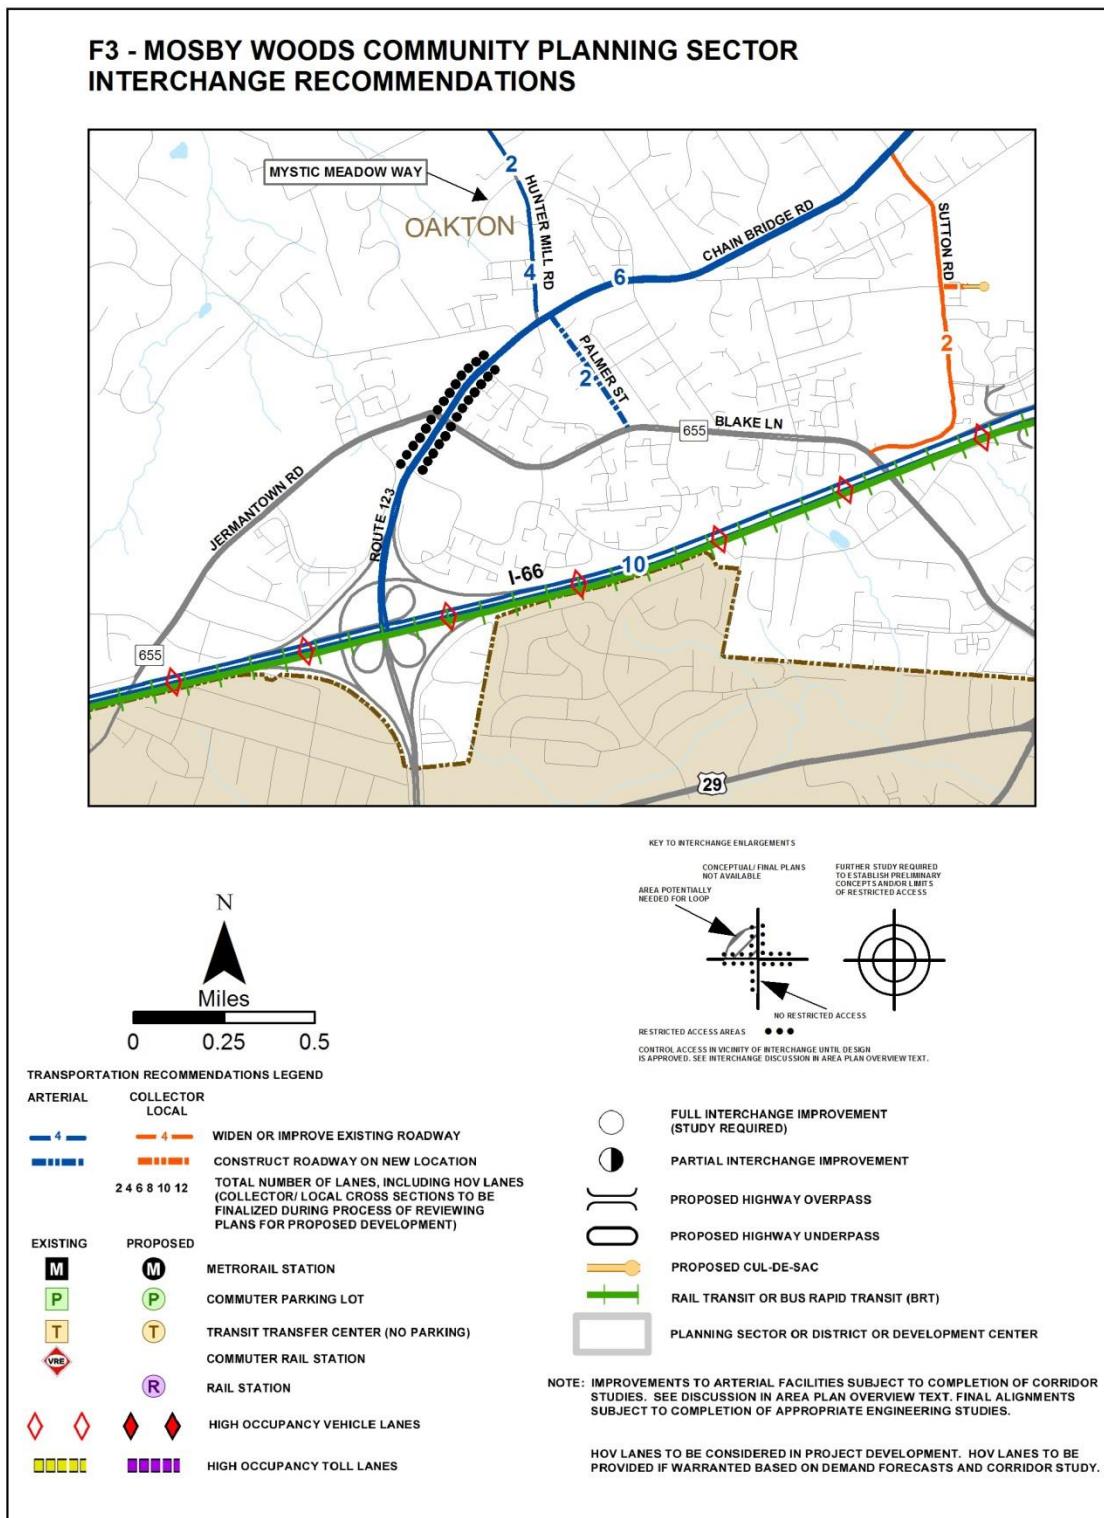 F3 - MOSBY WOODS COMMUNITY PLANNING SECTOR
INTERCHANGE RECOMMENDATIONS
MYSTIC MEADOW WAY
2
HUNTER MILL RD
OAKTON
4
6
CHAIN BRIDGE RD
SUTTON RD
2
PALMER ST
2
655
BLAKE LN
JERMANTOWN RD
ROUTE 123
I-66
10
655
29
KEY TO INTERCHANGE ENLARGEMENTS
CONCEPTUAL/ FINAL PLANS
NOT AVAILABLE
AREA POTENTIALLY
NEEDED FOR LOOP
FURTHER STUDY REQUIRED
TO ESTABLISH PRELIMINARY
CONCEPTS AND/OR LIMITS
OF RESTRICTED ACCESS
NO RESTRICTED ACCESS
RESTRICTED ACCESS AREAS
CONTROL ACCESS IN VICINITY OF INTERCHANGE UNTIL DESIGN
IS APPROVED. SEE INTERCHANGE DISCUSSION IN AREA PLAN OVERVIEW TEXT.
N
Miles
0 0.25 0.5
TRANSPORTATION RECOMMENDATIONS LEGEND
ARTERIAL
COLLECTOR
LOCAL
4 4 WIDEN OR IMPROVE EXISTING ROADWAY
CONSTRUCT ROADWAY ON NEW LOCATION
2 4 6 8 10 12 TOTAL NUMBER OF LANES, INCLUDING HOV LANES
(COLLECTOR/ LOCAL CROSS SECTIONS TO BE
FINALIZED DURING PROCESS OF REVIEWING
PLANS FOR PROPOSED DEVELOPMENT)
EXISTING PROPOSED
M M METRORAIL STATION
P P COMMUTER PARKING LOT
T T TRANSIT TRANSFER CENTER (NO PARKING)
VRE COMMUTER RAIL STATION
R RAIL STATION
HIGH OCCUPANCY VEHICLE LANES
HIGH OCCUPANCY TOLL LANES
FULL INTERCHANGE IMPROVEMENT
(STUDY REQUIRED)
PARTIAL INTERCHANGE IMPROVEMENT
PROPOSED HIGHWAY OVERPASS
PROPOSED HIGHWAY UNDERPASS
PROPOSED CUL-DE-SAC
RAIL TRANSIT OR BUS RAPID TRANSIT (BRT)
PLANNING SECTOR OR DISTRICT OR DEVELOPMENT CENTER
NOTE: IMPROVEMENTS TO ARTERIAL FACILITIES SUBJECT TO COMPLETION OF CORRIDOR
STUDIES. SEE DISCUSSION IN AREA PLAN OVERVIEW TEXT. FINAL ALIGNMENTS
SUBJECT TO COMPLETION OF APPROPRIATE ENGINEERING STUDIES.
HOV LANES TO BE CONSIDERED IN PROJECT DEVELOPMENT. HOV LANES TO BE
PROVIDED IF WARRANTED BASED ON DEMAND FORECASTS AND CORRIDOR STUDY.